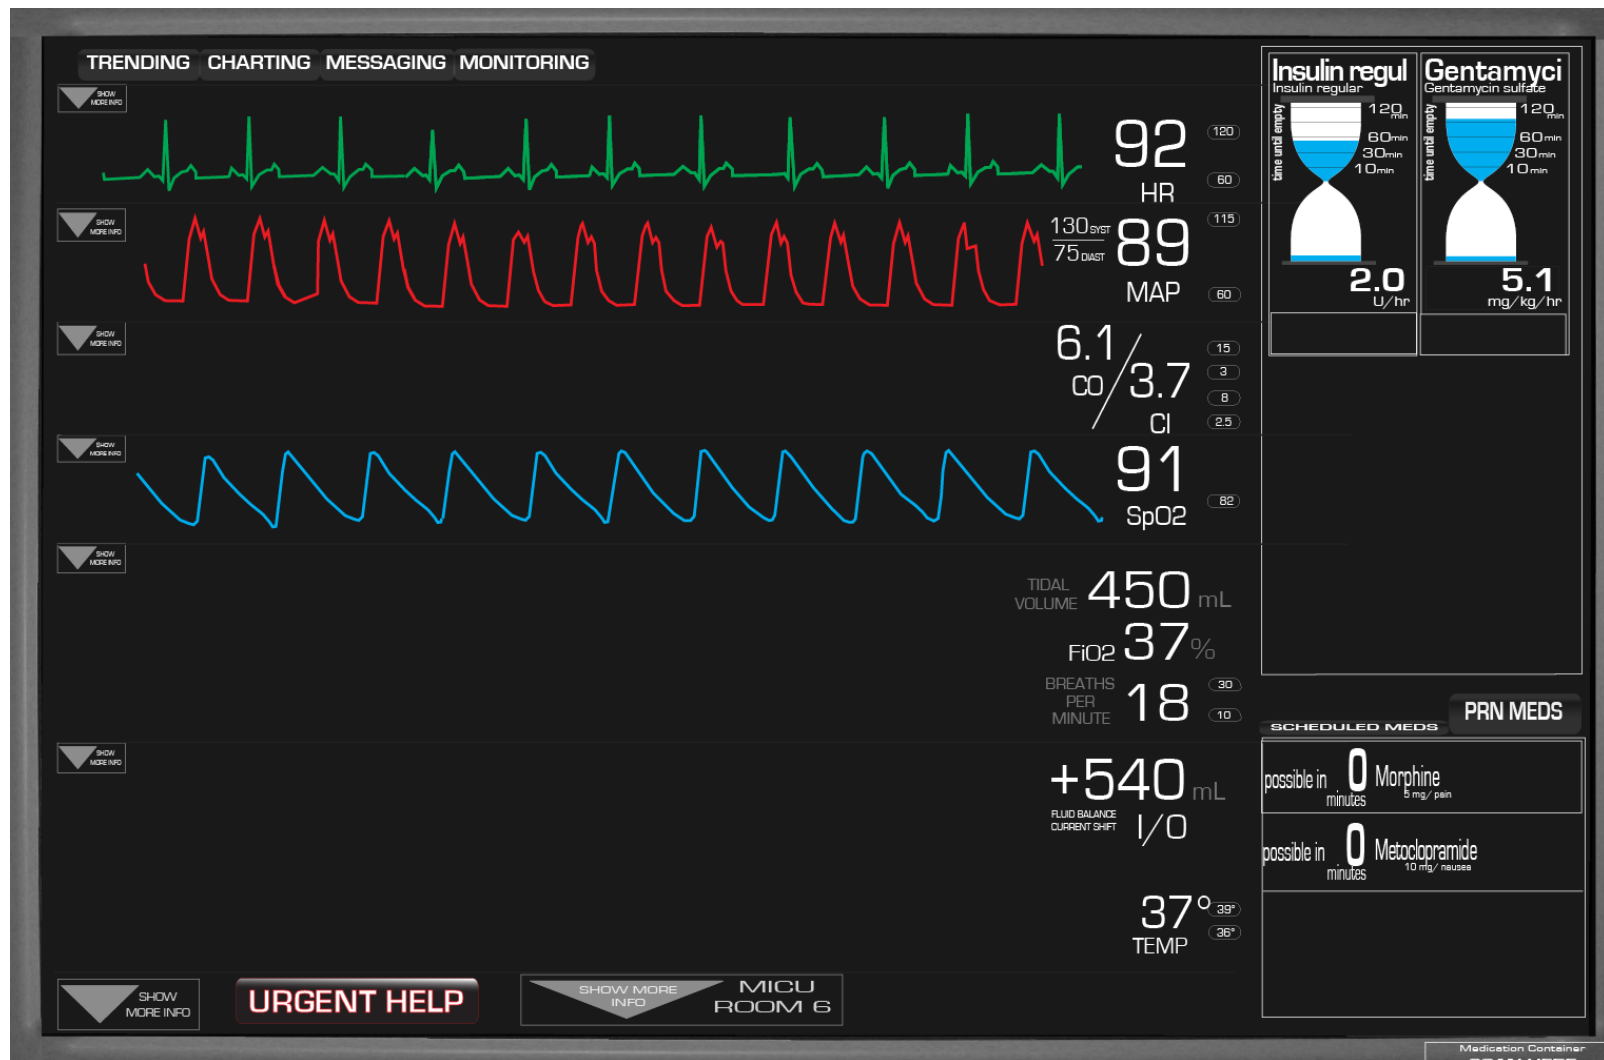 TRENDING CHARTING MESSAGING MONITORING
SHOW
MORE INFO
92
HR
120
60
SHOW
MORE INFO
130 SYST
75 DIAST
89
MAP
115
60
SHOW
MORE INFO
6.1
CO
3.7
CI
15
3
8
2.5
SHOW
MORE INFO
91
SpO2
82
SHOW
MORE INFO
TIDAL
VOLUME
450 mL
FiO2 37%
BREATHS
PER
MINUTE
18
30
10
SHOW
MORE INFO
+540 mL
FLUID BALANCE
CURRENT SHIFT
I/O
37°
TEMP
39°
36°
SHOW
MORE INFO
URGENT HELP
SHOW MORE
INFO
MICU
ROOM 6
Insulin regul
Insulin regular
time until empty
120 min
60 min
30 min
10 min
2.0
U/hr
Gentamyci
Gentamycin sulfate
time until empty
120 min
60 min
30 min
10 min
5.1
mg/kg/hr
SCHEDULED MEDS
PRN MEDS
possible in 0 minutes
Morphine
5 mg/ pain
possible in 0 minutes
Metoclopramide
10 mg/ nausea
Medication Container